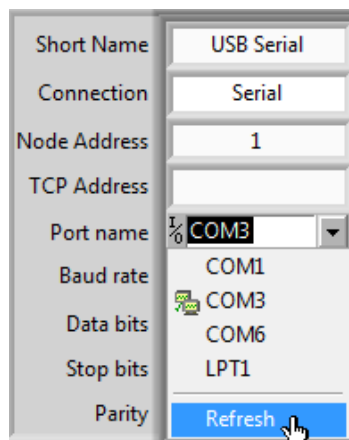 Short Name USB Serial
Connection Serial
Node Address 1
TCP Address
Port name I/O COM3
Baud rate COM1
COM3
Data bits COM6
Stop bits LPT1
Parity Refresh